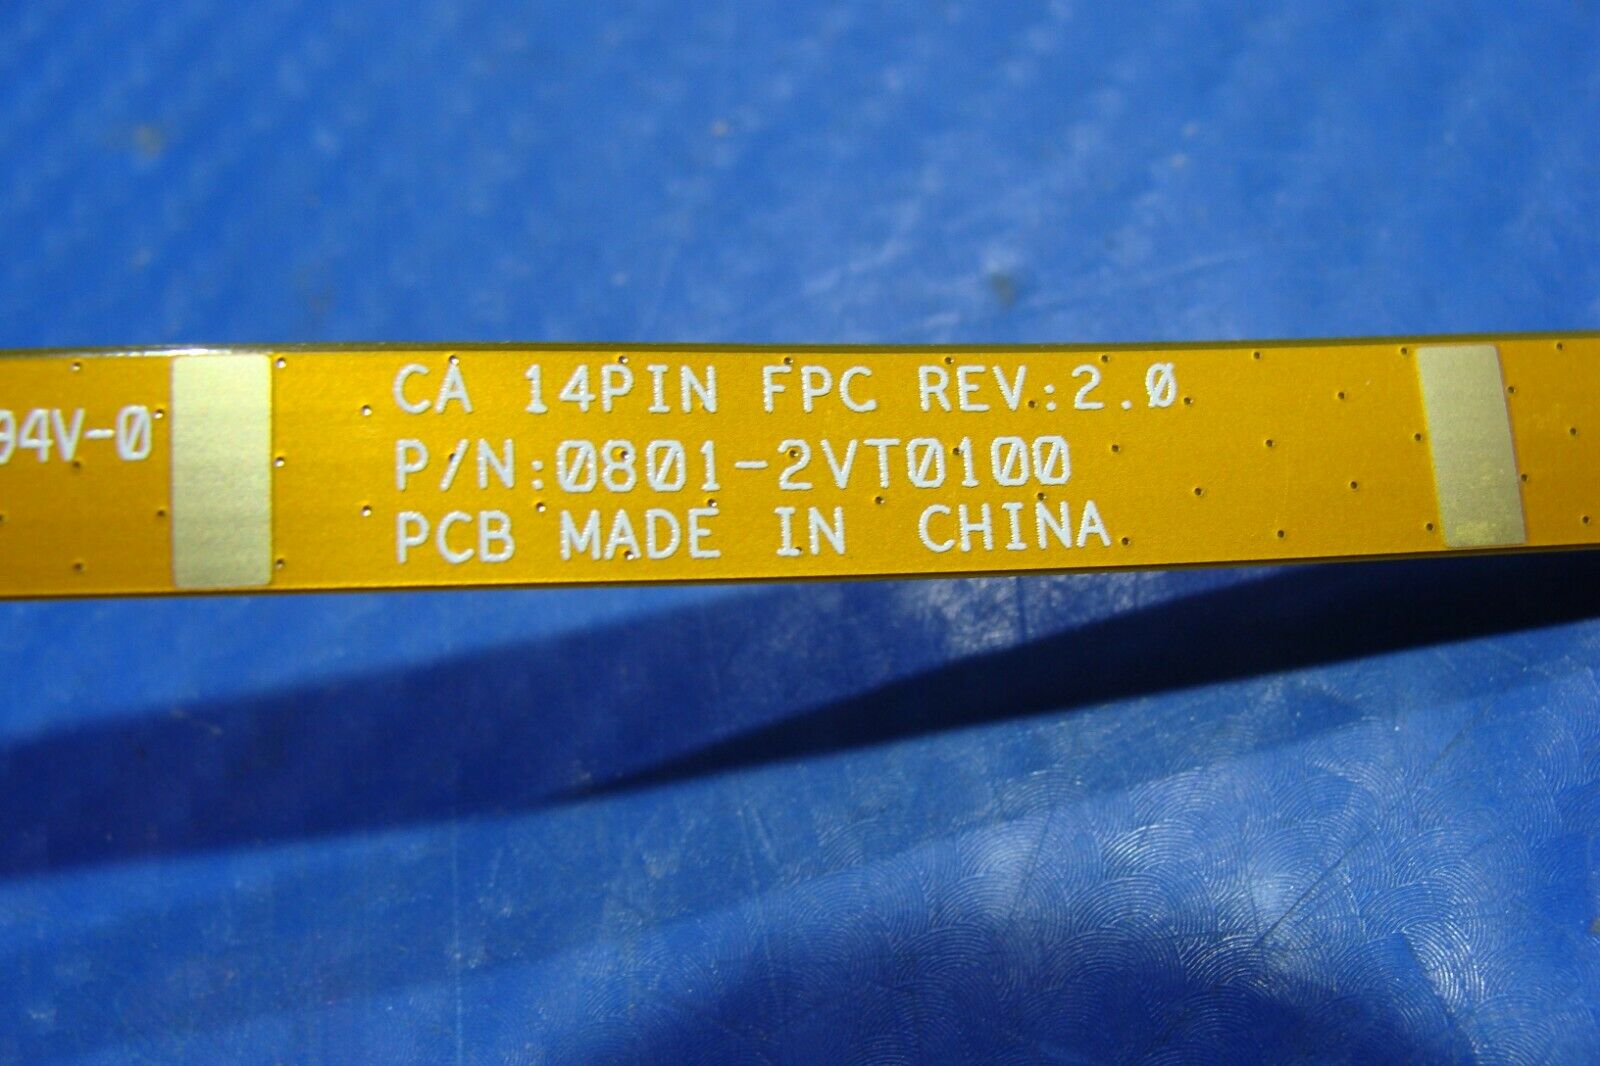 94V-0
CA 14PIN FPC REV:2.0
P/N:0801-2VT0100
PCB MADE IN CHINA